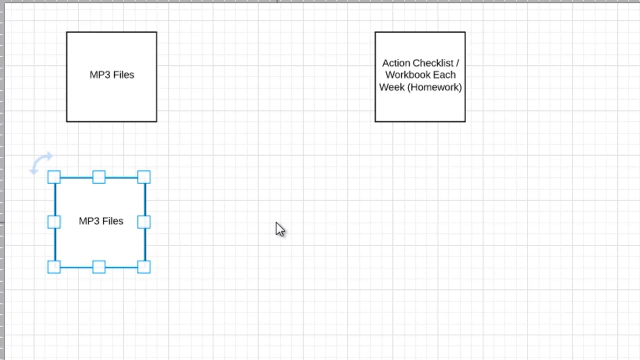 MP3 Files
Action Checklist /
Workbook Each
Week (Homework)
MP3 Files